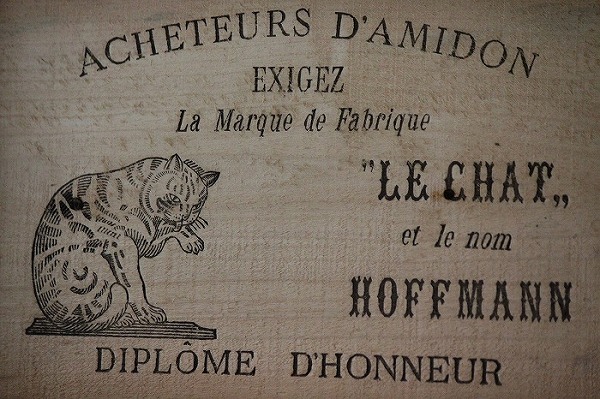 ACHETEURS D'AMIDON
EXIGEZ
La Marque de Fabrique
"LE CHAT„
et le nom
HOFFMANN
DIPLÔME D'HONNEUR